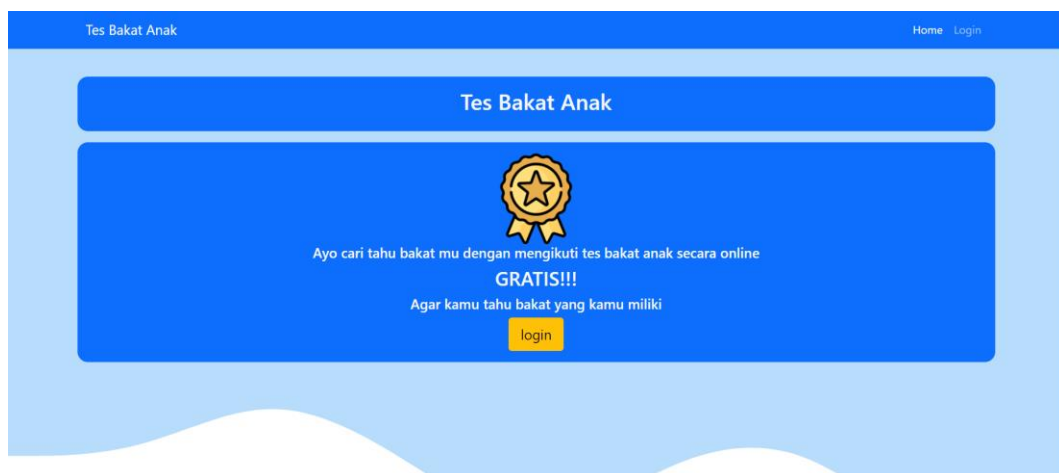 Tes Bakat Anak
Home Login
Tes Bakat Anak
Ayo cari tahu bakat mu dengan mengikuti tes bakat anak secara online
GRATIS!!!
Agar kamu tahu bakat yang kamu miliki
login